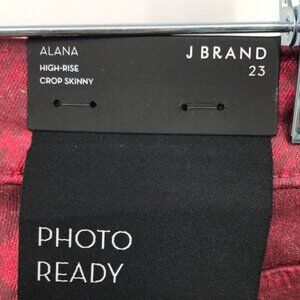 ALANA
HIGH-RISE
CROP SKINNY
J BRAND
23
PHOTO
READY